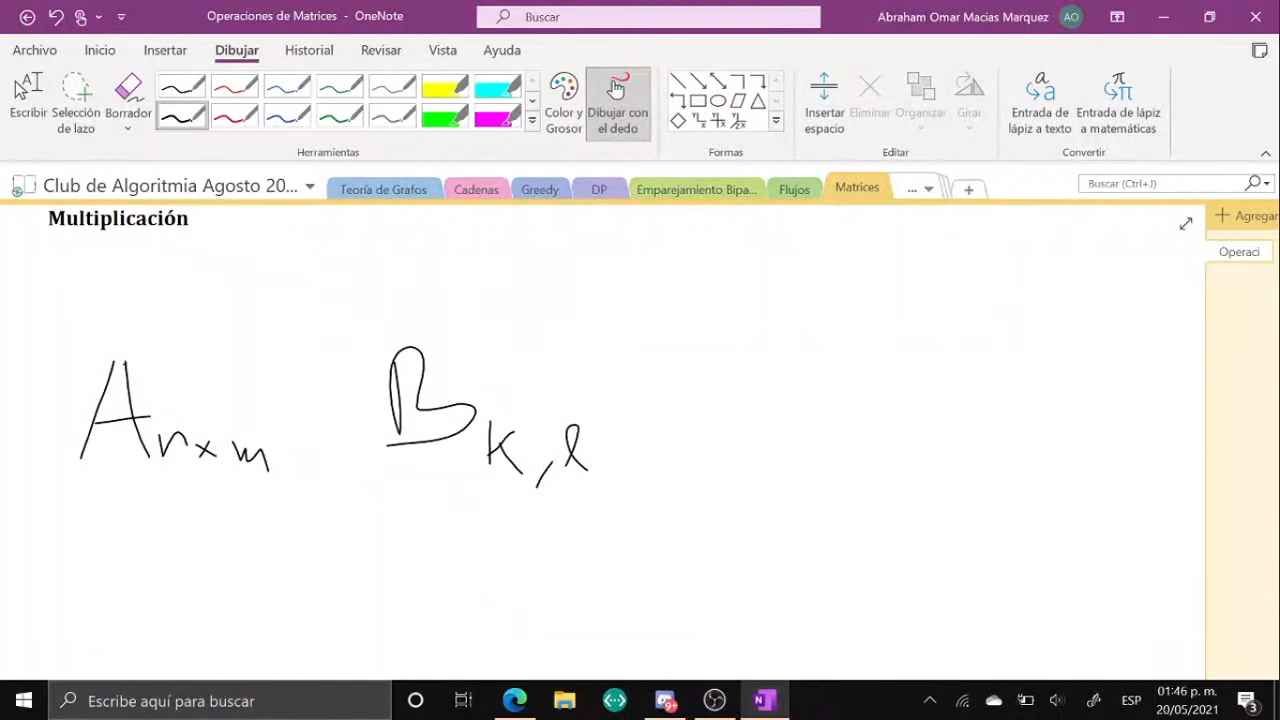 Operaciones de Matrices - OneNote
Buscar
Abraham Omar Macias Marquez AO
Archivo Inicio Insertar Dibujar Historial Revisar Vista Ayuda
Escribir
Selección de lazo
Borrador
Color y Grosor
Dibujar con el dedo
Insertar espacio
Eliminar
Organizar
Girar
Entrada de lápiz a texto
Entrada de lápiz a matemáticas
Herramientas
Formas
Editar
Convertir
Club de Algoritmia Agosto 20... Teoría de Grafos Cadenas Greedy DP Emparejamiento Bipa... Flujos Matrices ... + Buscar (Ctrl+J)
Multiplicación
+ Agregar
Operaci
A n x m B K , l
Escribe aquí para buscar
9+
ESP
01:46 p. m.
20/05/2021
3